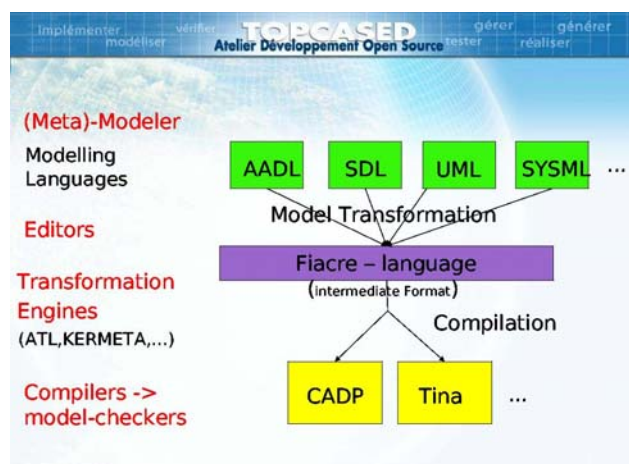 Implémenter
modéliser
vérifier
TOPCASED
Atelier Développement Open Source
gérer
tester
générer
réaliser
(Meta)-Modeler
Modelling
Languages
AADL SDL UML SYSML ...
Model Transformation
Editors
Fiacre – language
(intermediate Format)
Transformation
Engines
(ATL,KERMETA,...)
Compilation
Compilers ->
model-checkers
CADP Tina ...